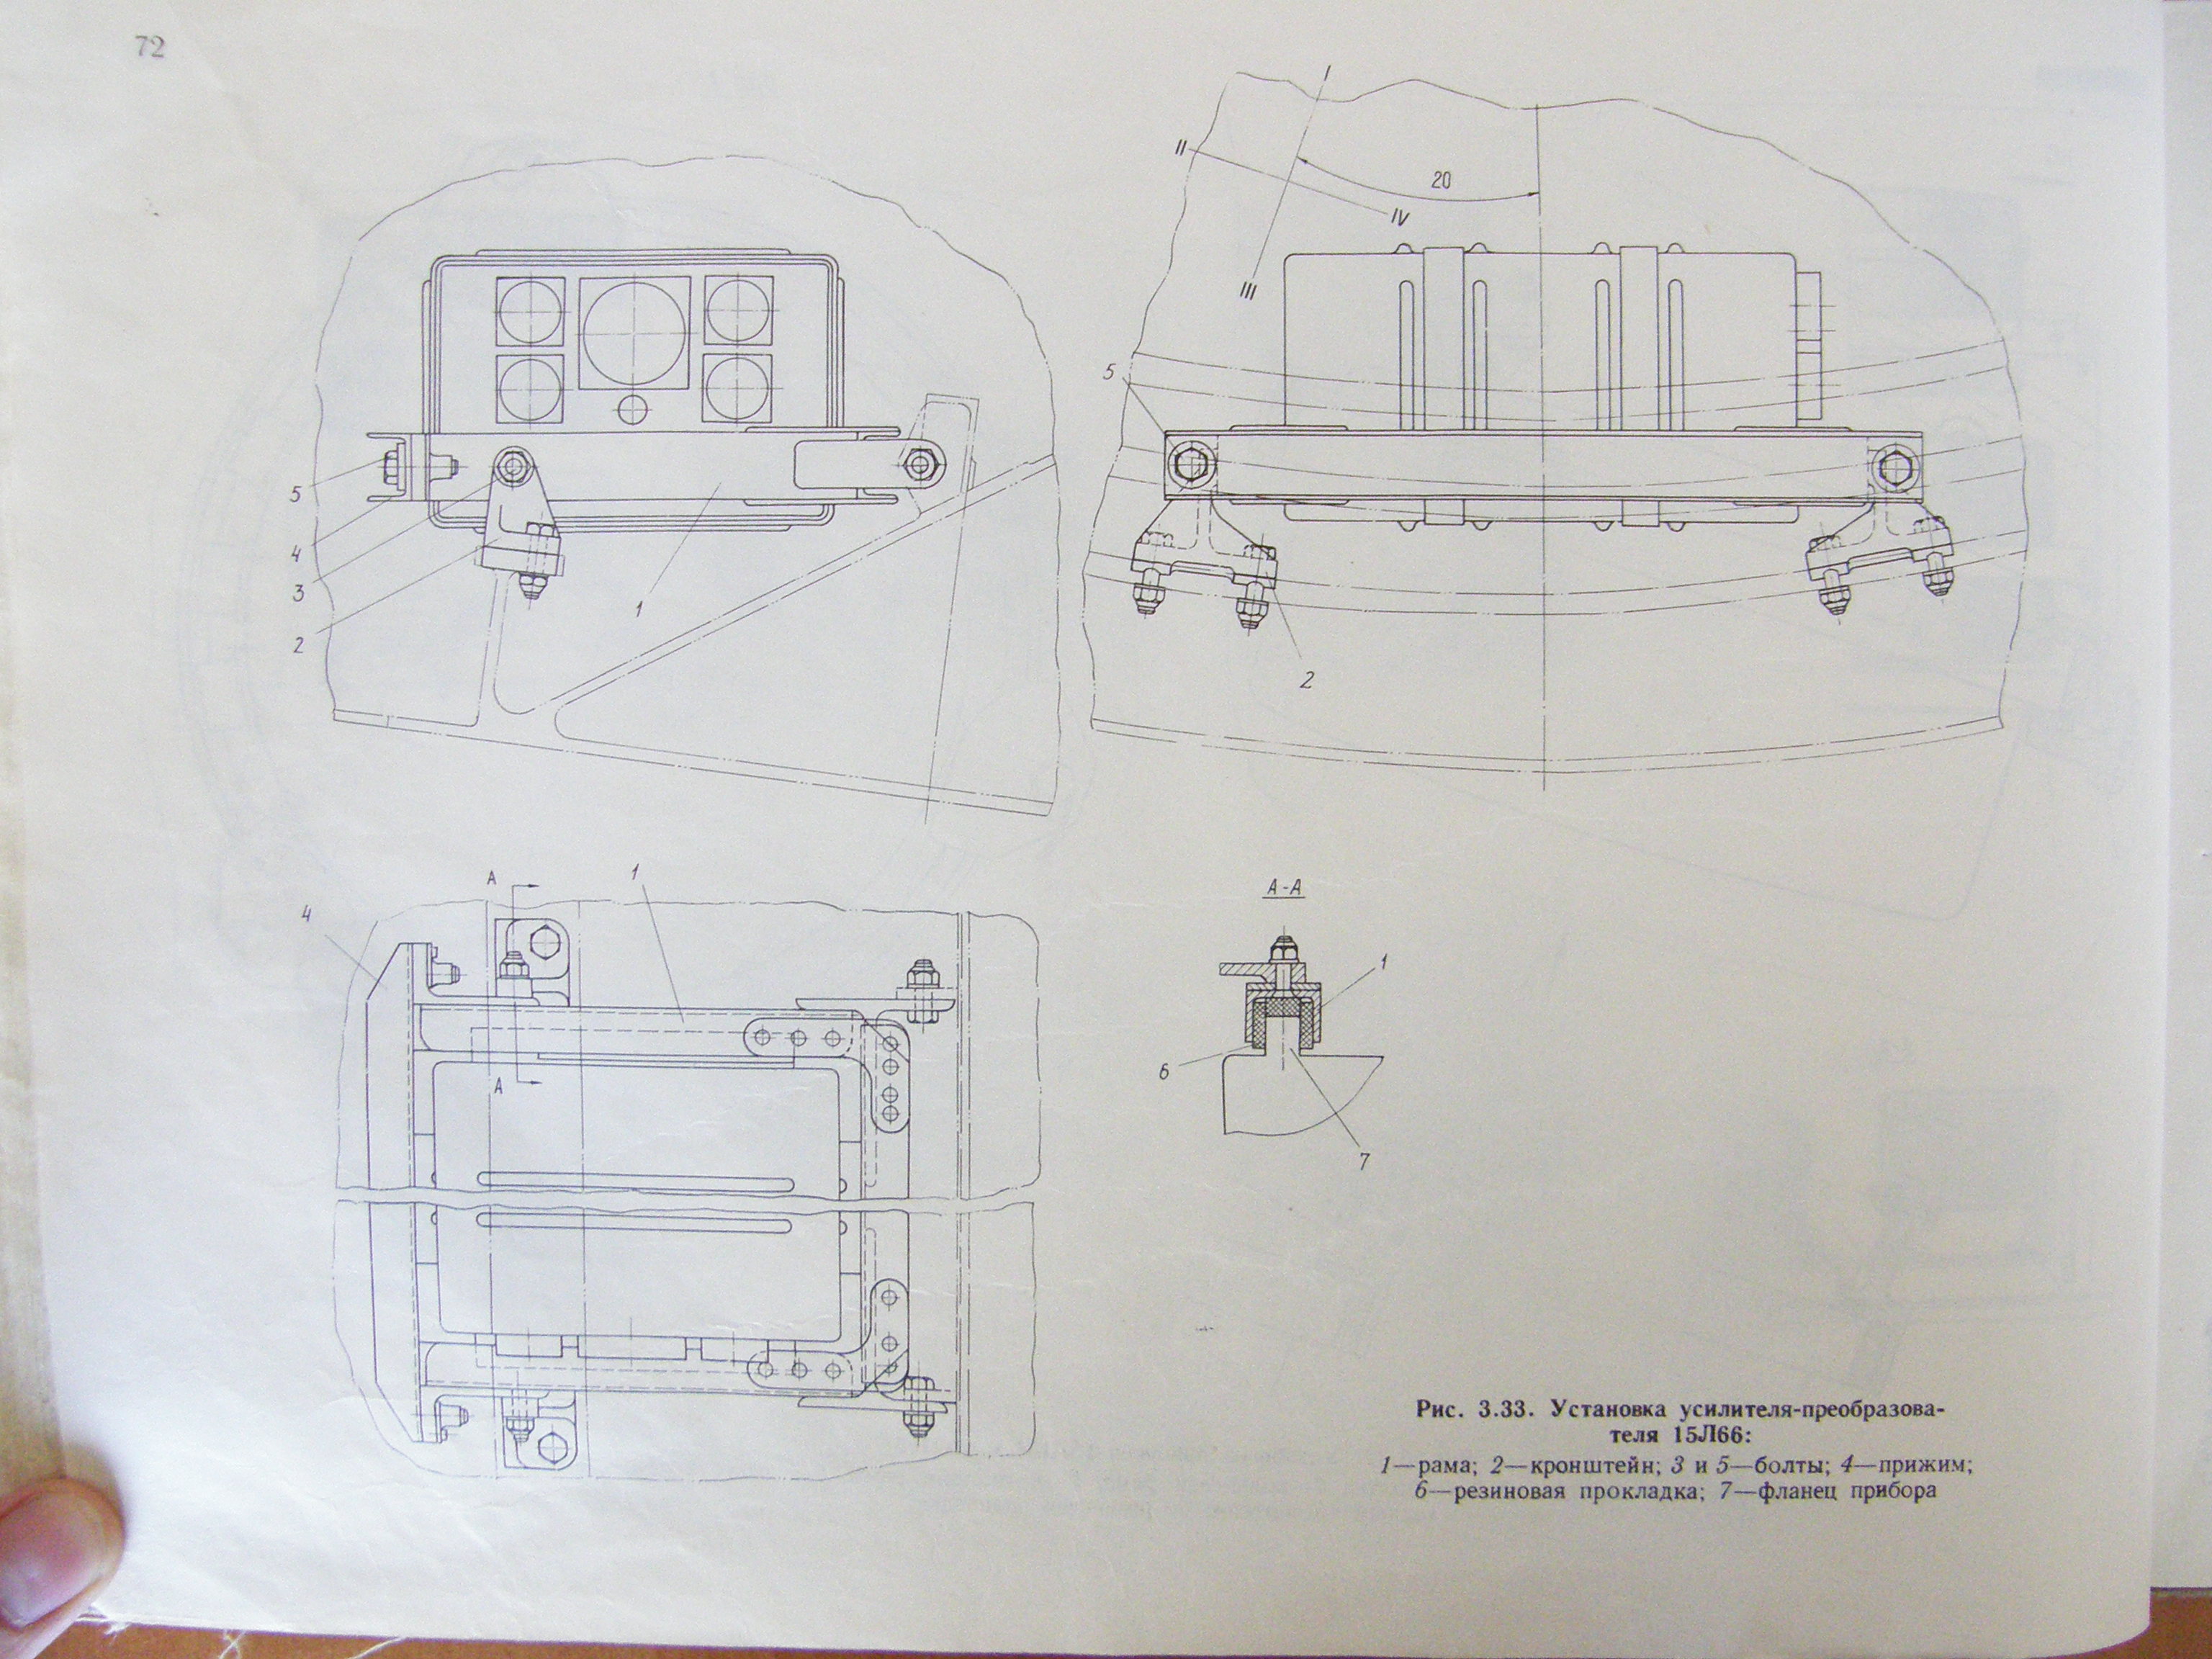 72
I
II
20
IV
III
5
5
4
3
2
1
2
A
1
4
A
A-A
1
6
7
Рис. 3.33. Установка усилителя-преобразова-
теля 15Л66:
1—рама; 2—кронштейн; 3 и 5—болты; 4—прижим;
6—резиновая прокладка; 7—фланец прибора